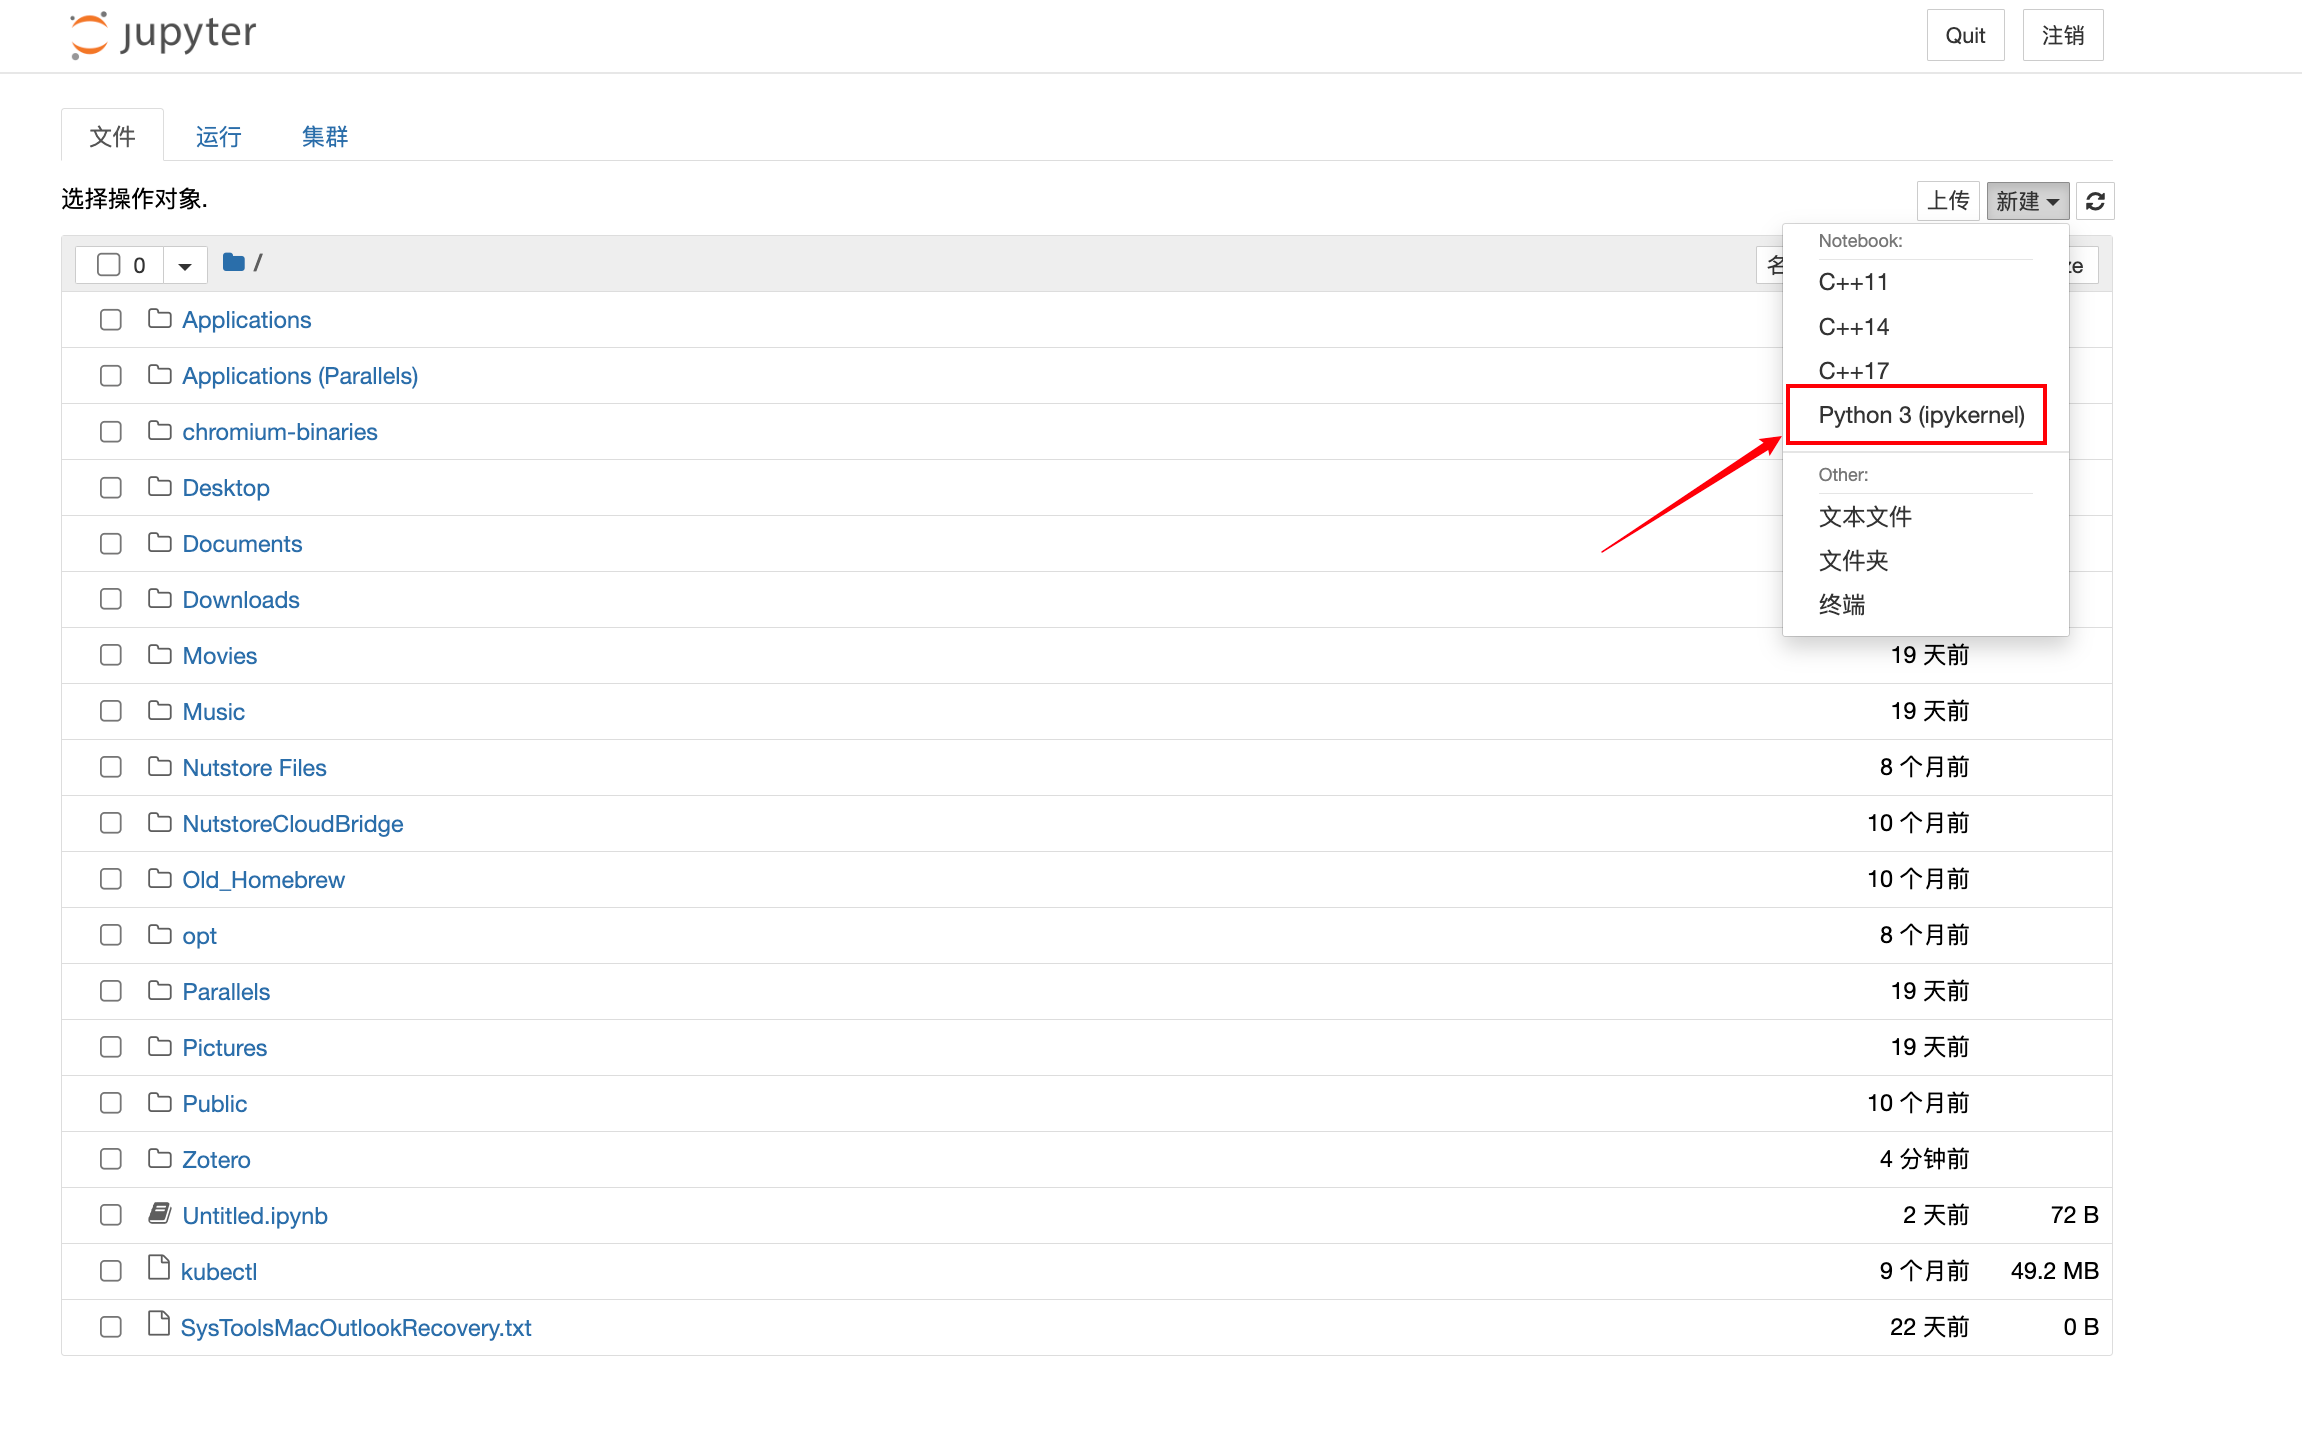 jupyter
Quit
注销
文件
运行
集群
选择操作对象.
上传
新建
0
/
Notebook:
C++11
C++14
C++17
Python 3 (ipykernel)
Other:
文本文件
文件夹
终端
Applications
Applications (Parallels)
chromium-binaries
Desktop
Documents
Downloads
Movies 19 天前
Music 19 天前
Nutstore Files 8 个月前
NutstoreCloudBridge 10 个月前
Old_Homebrew 10 个月前
opt 8 个月前
Parallels 19 天前
Pictures 19 天前
Public 10 个月前
Zotero 4 分钟前
Untitled.ipynb 2 天前 72 B
kubectl 9 个月前 49.2 MB
SysToolsMacOutlookRecovery.txt 22 天前 0 B